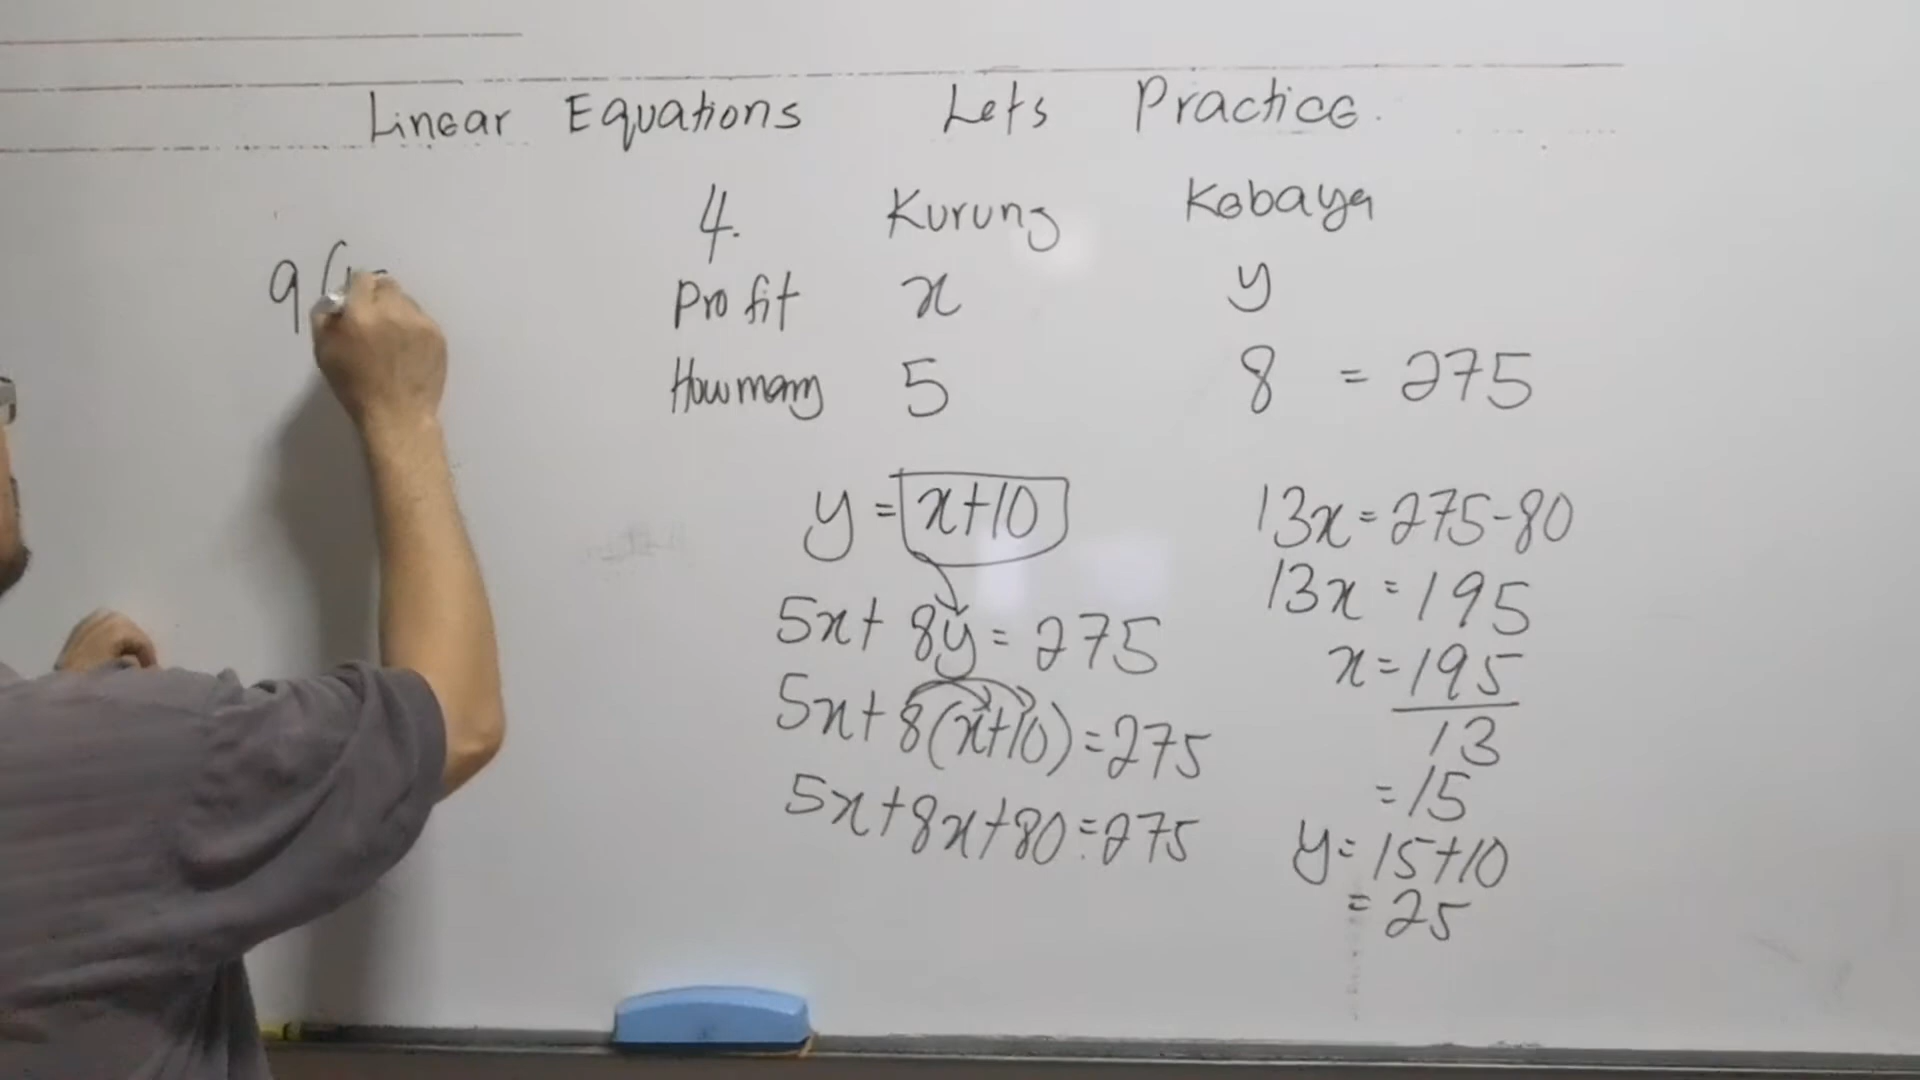 Linear Equations Lets Practice.
4. Kurung Kebaya
Profit x y
How many 5 8 = 275
9(
y = x+10
5x + 8y = 275
5x + 8(x+10) = 275
5x + 8x + 80 = 275
13x = 275-80
13x = 195
x = 195
13
= 15
y = 15+10
= 25